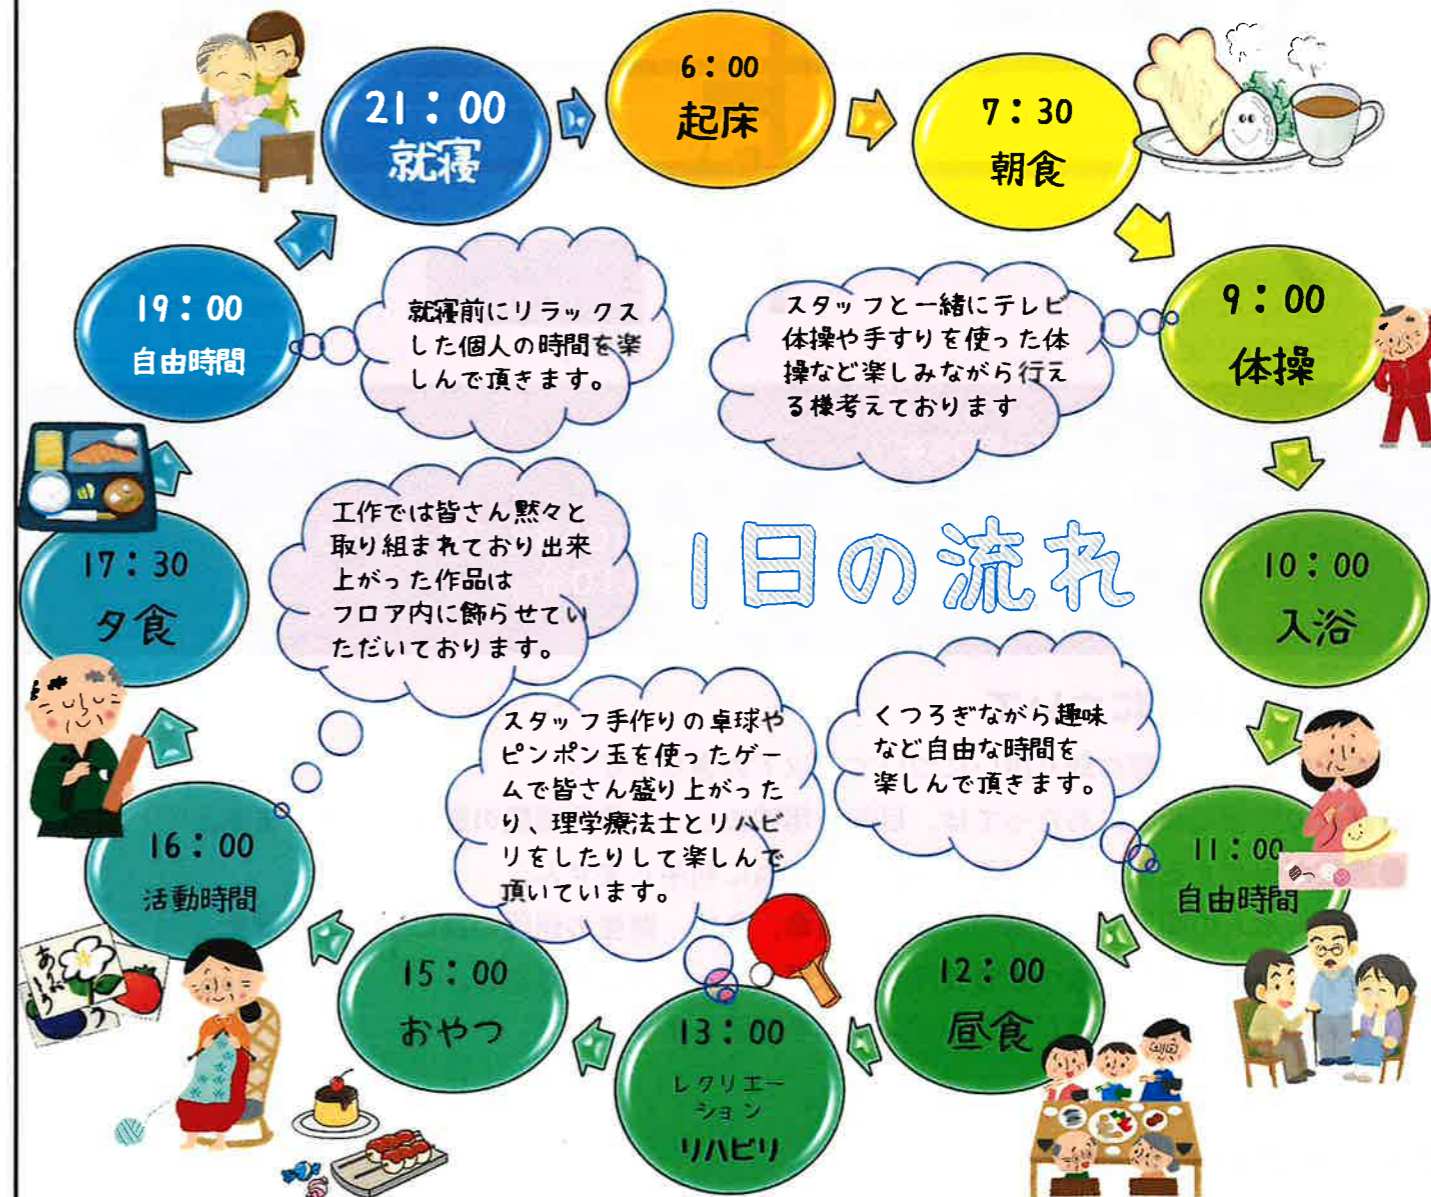 1日の流れ
6:00
起床
7:30
朝食
9:00
体操
スタッフと一緒にテレビ
体操や手すりを使った体
操など楽しみながら行え
る様考えております
10:00
入浴
11:00
自由時間
くつろぎながら趣味
など自由な時間を
楽しんで頂きます。
12:00
昼食
13:00
レクリエー
ション
リハビリ
スタッフ手作りの卓球や
ピンポン玉を使ったゲー
ムで皆さん盛り上がった
り、理学療法士とリハビ
リをしたりして楽しんで
頂いています。
15:00
おやつ
16:00
活動時間
工作では皆さん黙々と
取り組まれており出来
上がった作品は
フロア内に飾らせてい
ただいております。
17:30
夕食
19:00
自由時間
就寝前にリラックス
した個人の時間を楽
しんで頂きます。
21:00
就寝